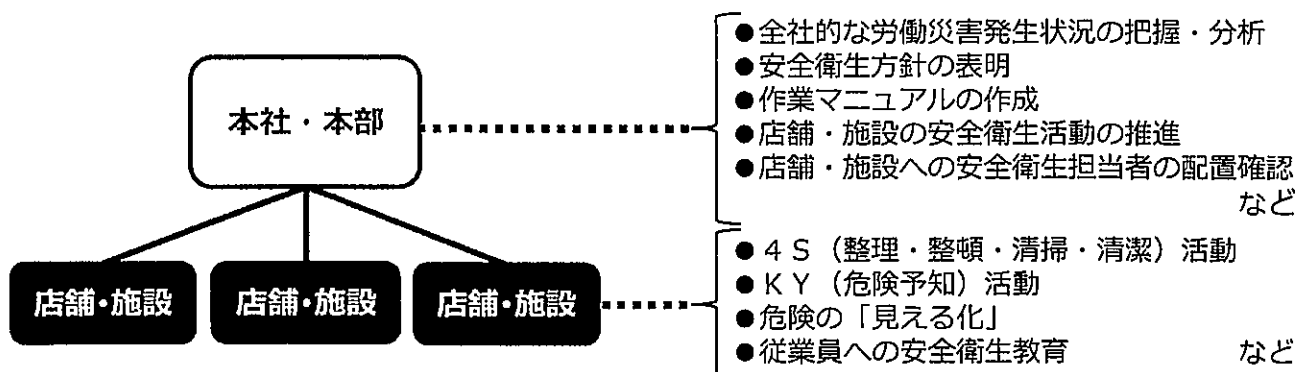 本社・本部
●全社的な労働災害発生状況の把握・分析
●安全衛生方針の表明
●作業マニュアルの作成
●店舗・施設の安全衛生活動の推進
●店舗・施設への安全衛生担当者の配置確認
など
店舗・施設
店舗・施設
店舗・施設
●４Ｓ（整理・整頓・清掃・清潔）活動
●ＫＹ（危険予知）活動
●危険の「見える化」
●従業員への安全衛生教育　など